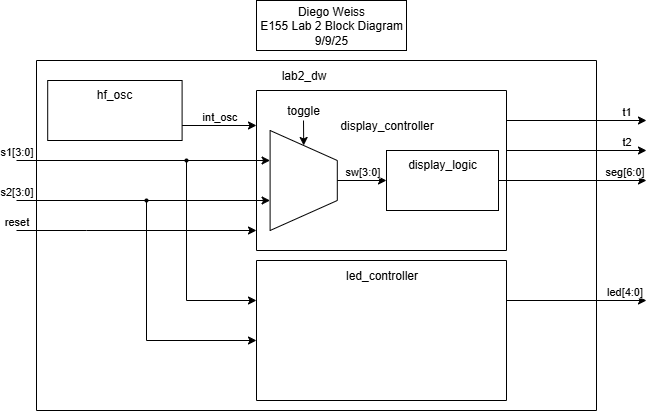 Diego Weiss
E155 Lab 2 Block Diagram
9/9/25
lab2_dw
hf_osc
int_osc
toggle
display_controller
t1
t2
s1[3:0]
sw[3:0]
display_logic
seg[6:0]
s2[3:0]
reset
led_controller
led[4:0]